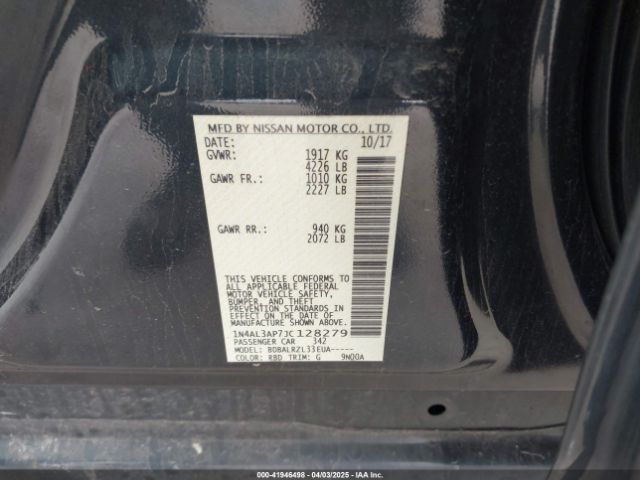 MFD BY NISSAN MOTOR CO., LTD.
DATE: 10/17
GVWR: 1917 KG
4226 LB
GAWR FR.: 1010 KG
2227 LB
GAWR RR.: 940 KG
2072 LB
THIS VEHICLE CONFORMS TO
ALL APPLICABLE FEDERAL
MOTOR VEHICLE SAFETY,
BUMPER, AND THEFT
PREVENTION STANDARDS IN
EFFECT ON THE DATE OF
MANUFACTURE SHOWN ABOVE.
1N4AL3AP7JC128279
PASSENGER CAR 342
MODEL: BDBALRZL33EUA-----
COLOR: RBD TRIM: G 9N00A
000-41946498 - 04/03/2025 - IAA Inc.